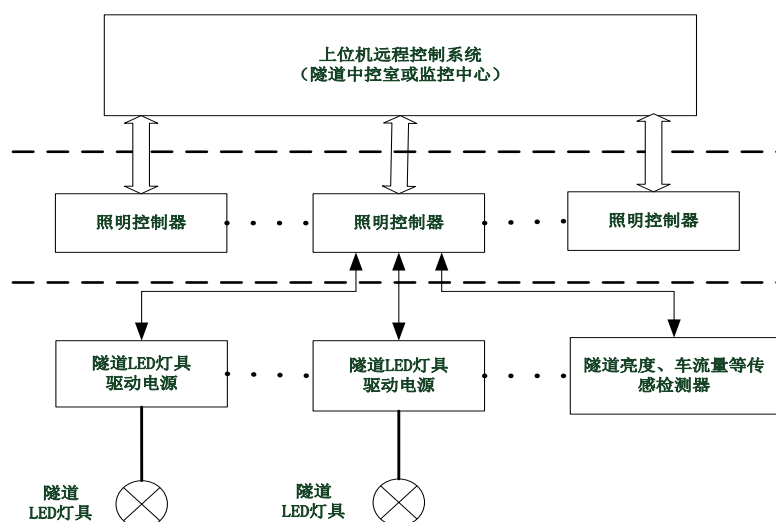 上位机远程控制系统
（隧道中控室或监控中心）
照明控制器
照明控制器
照明控制器
隧道LED灯具
驱动电源
隧道LED灯具
驱动电源
隧道亮度、车流量等传
感检测器
隧道
LED灯具
隧道
LED灯具